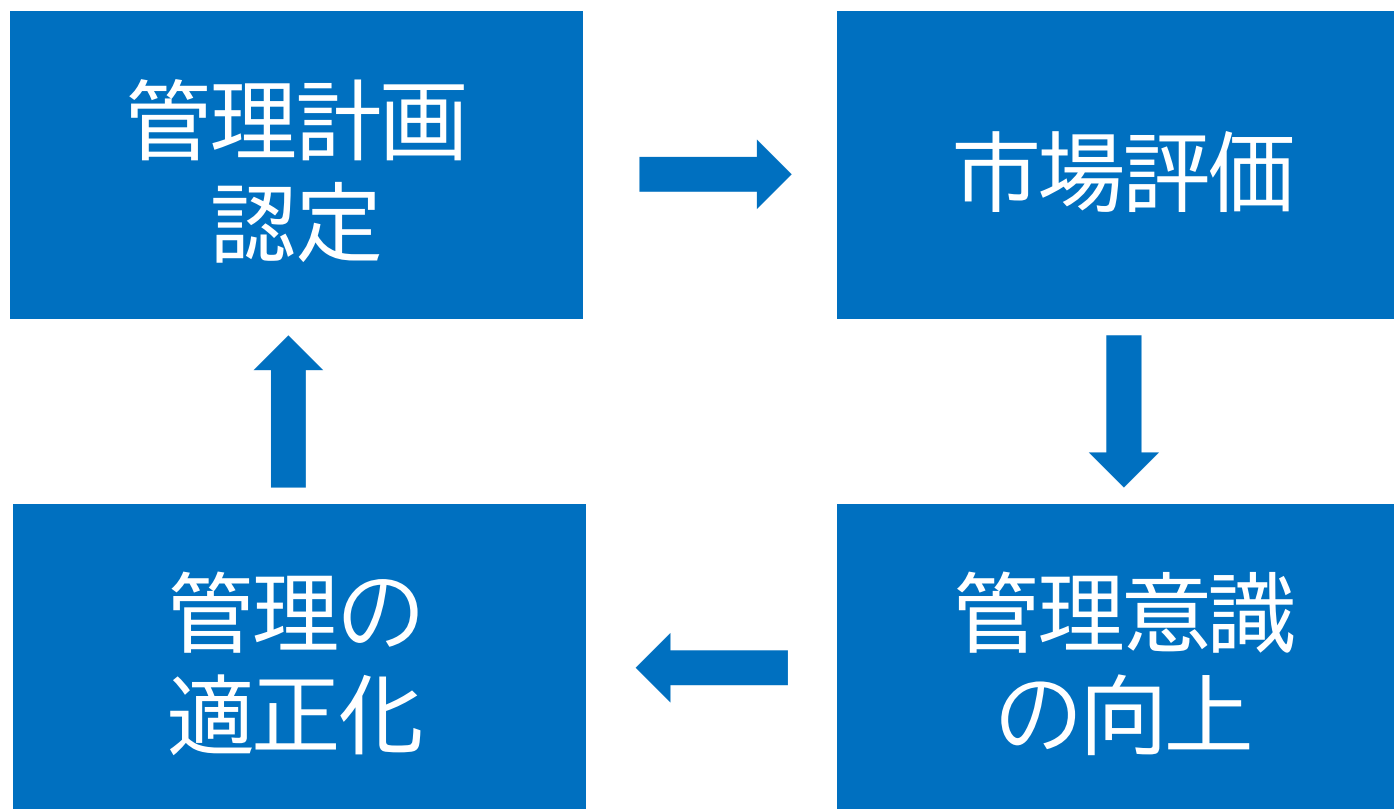 管理計画
認定
市場評価
管理の
適正化
管理意識
の向上